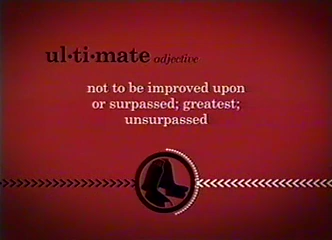 ul·ti·mate adjective
not to be improved upon
or surpassed; greatest;
unsurpassed